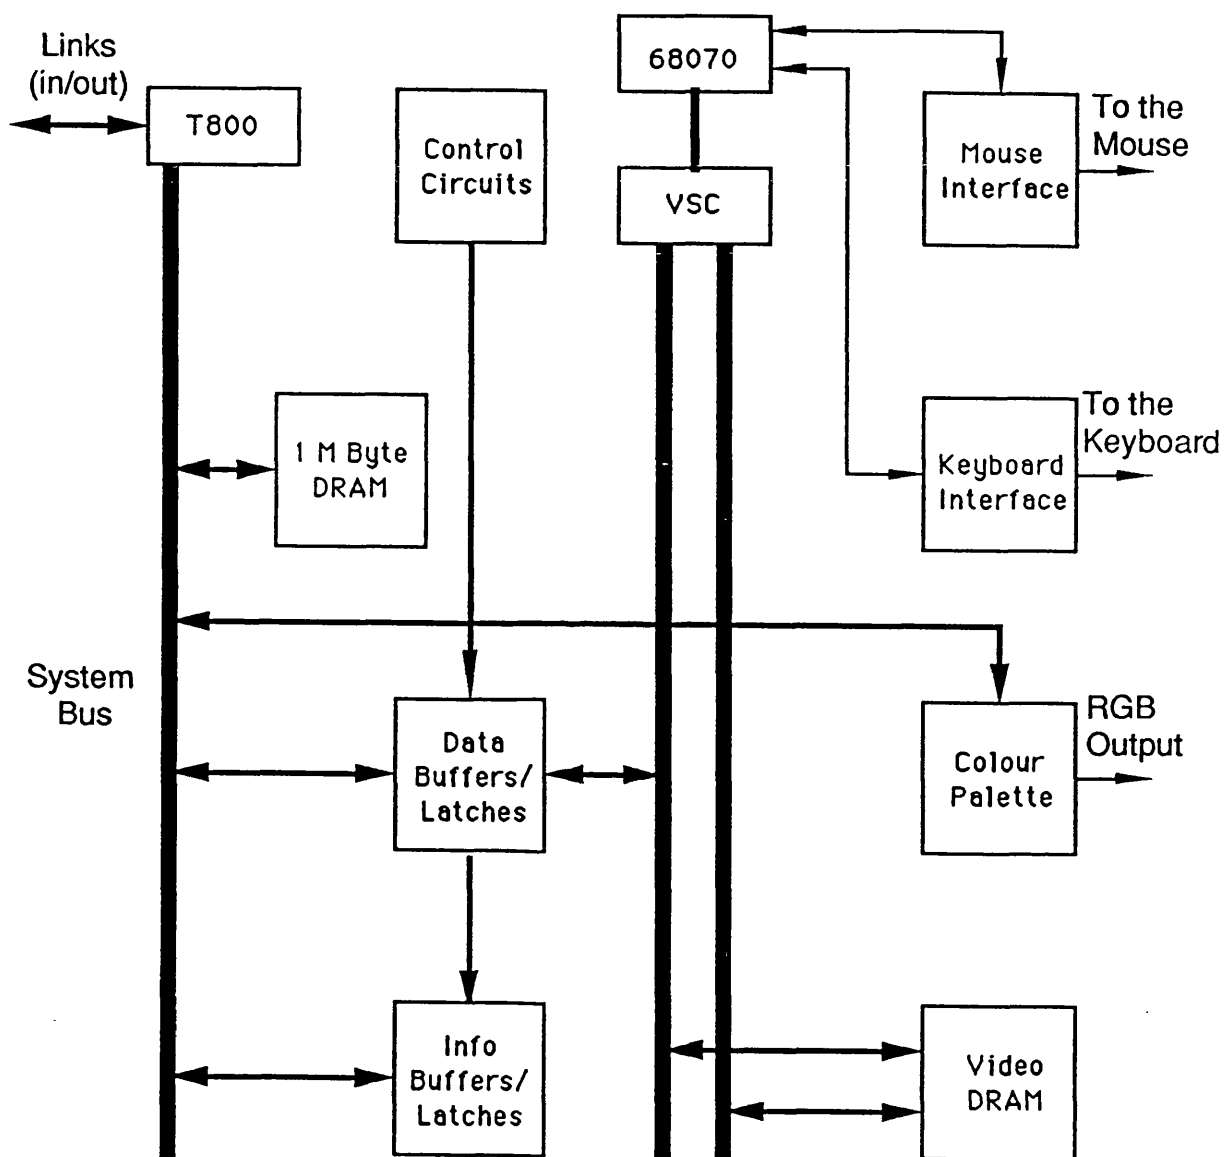 Links
(in/out)
T800
Control
Circuits
68070
VSC
Mouse
Interface
To the
Mouse
1 M Byte
DRAM
Keyboard
Interface
To the
Keyboard
System
Bus
Data
Buffers/
Latches
Colour
Palette
RGB
Output
Info
Buffers/
Latches
Video
DRAM